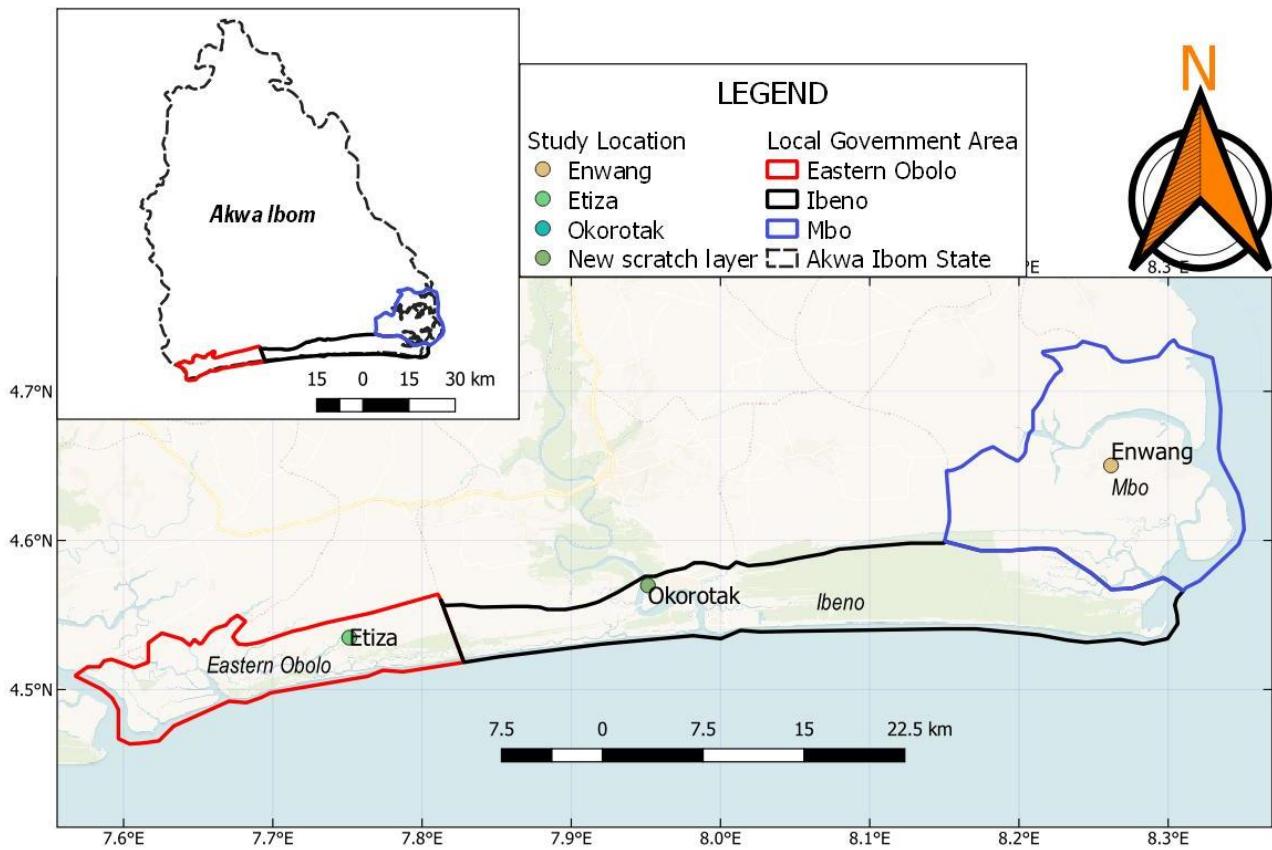 Akwa Ibom
15 0 15 30 km
LEGEND
Study Location
Enwang
Etiza
Okorotak
New scratch layer
Local Government Area
Eastern Obolo
Ibeno
Mbo
Akwa Ibom State
N
°E
8.3°E
4.7°N
4.6°N
4.5°N
Enwang
Mbo
Okorotak
Ibeno
Etiza
Eastern Obolo
7.5 0 7.5 15 22.5 km
7.6°E 7.7°E 7.8°E 7.9°E 8.0°E 8.1°E 8.2°E 8.3°E